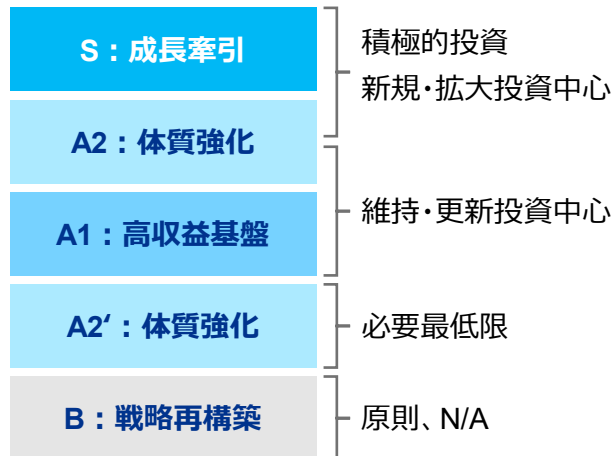 S：成長牽引
積極的投資
新規･拡大投資中心
A2：体質強化
A1：高収益基盤
維持･更新投資中心
A2‘：体質強化
必要最低限
B：戦略再構築
原則、N/A